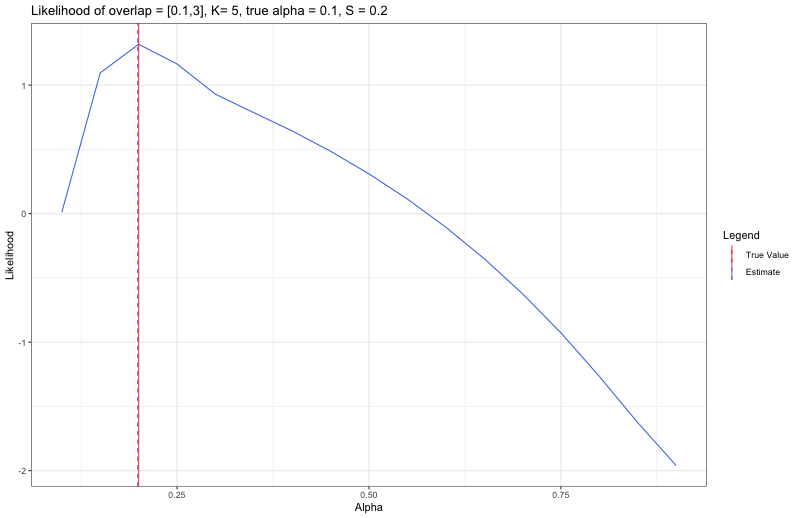 Likelihood of overlap = [0.1,3], K= 5, true alpha = 0.1, S = 0.2
1
0
-1
-2
Likelihood
0.25
0.50
0.75
Alpha
Legend
True Value
Estimate